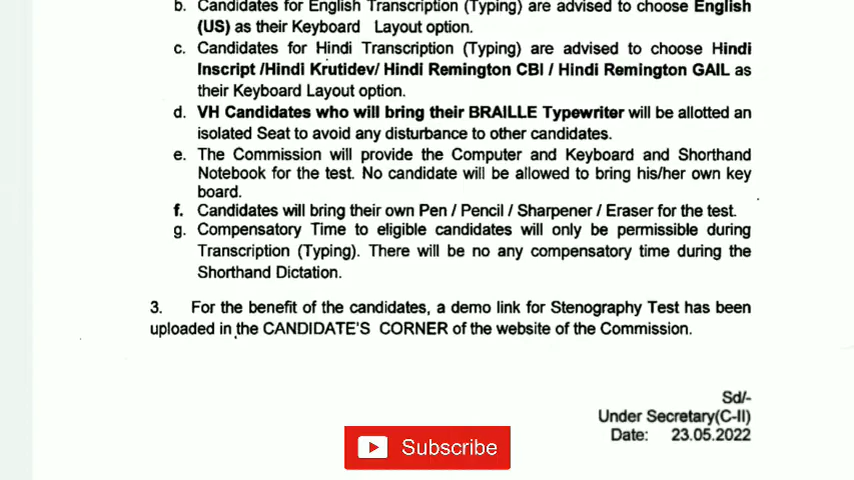 b. Candidates for English Transcription (Typing) are advised to choose English
(US) as their Keyboard Layout option.
c. Candidates for Hindi Transcription (Typing) are advised to choose Hindi
Inscript /Hindi Krutidev/ Hindi Remington CBI / Hindi Remington GAIL as
their Keyboard Layout option.
d. VH Candidates who will bring their BRAILLE Typewriter will be allotted an
isolated Seat to avoid any disturbance to other candidates.
e. The Commission will provide the Computer and Keyboard and Shorthand
Notebook for the test. No candidate will be allowed to bring his/her own key
board.
f. Candidates will bring their own Pen / Pencil / Sharpener / Eraser for the test.
g. Compensatory Time to eligible candidates will only be permissible during
Transcription (Typing). There will be no any compensatory time during the
Shorthand Dictation.
3. For the benefit of the candidates, a demo link for Stenography Test has been
uploaded in the CANDIDATE'S CORNER of the website of the Commission.
Sd/-
Under Secretary(C-II)
Date: 23.05.2022
Subscribe